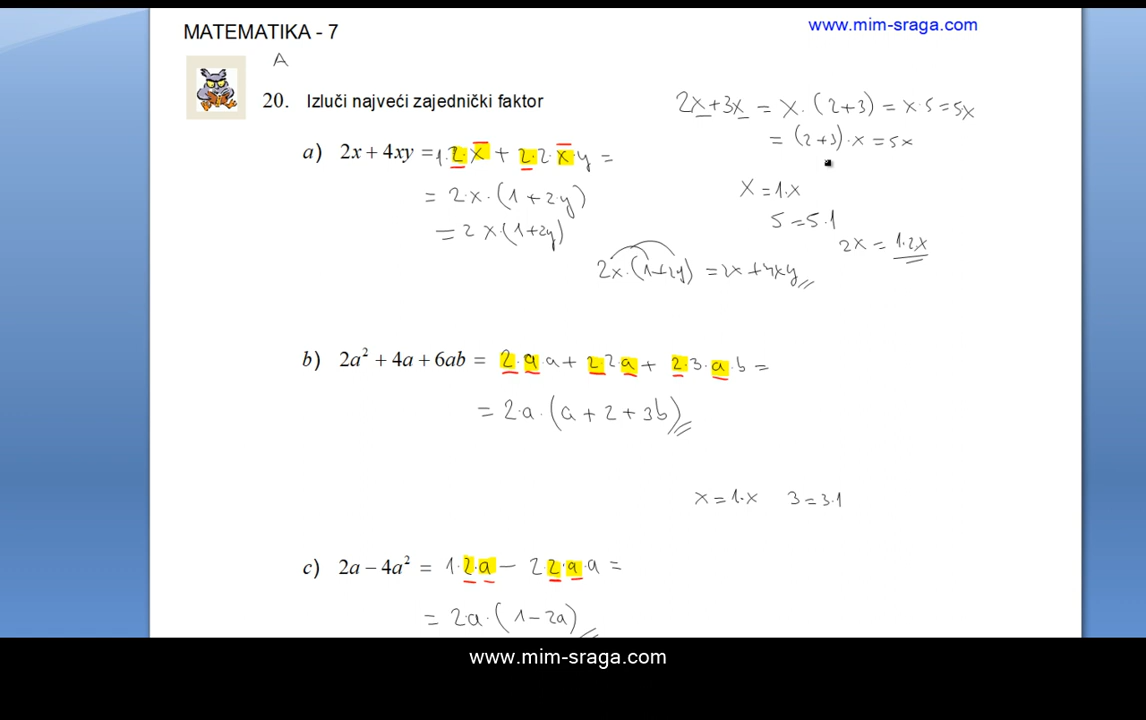 MATEMATIKA - 7
www.mim-sraga.com
A
20. Izluči najveći zajednički faktor
2x+3x = x·(2+3) = x·5=5x
= (2+3)·x = 5x
a) 2x + 4xy = 1·2·x + 2·2·x·y =
= 2·x·(1+2·y)
= 2x·(1+2y)
x = 1·x
5 = 5·1
2x = 1·2x
2x·(1+2y) = 2x+4xy
b) 2a² + 4a + 6ab = 2·a·a + 2·2·a + 2·3·a·b =
= 2·a·(a+2+3b)
x = 1·x 3 = 3·1
c) 2a − 4a² = 1·2·a − 2·2·a·a =
= 2a·(1−2a)
www.mim-sraga.com